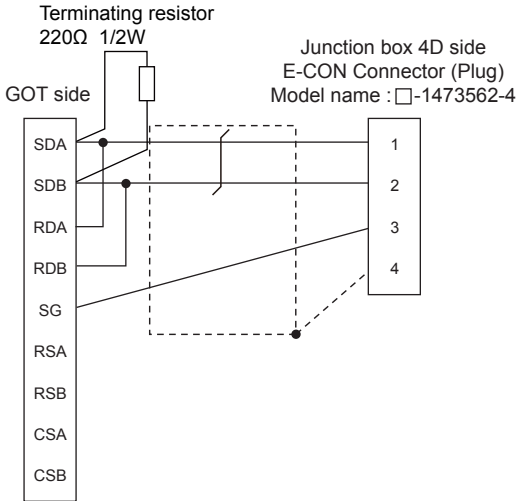 Terminating resistor
220Ω 1/2W
Junction box 4D side
E-CON Connector (Plug)
Model name : □-1473562-4
GOT side
SDA
SDB
RDA
RDB
SG
RSA
RSB
CSA
CSB
1
2
3
4